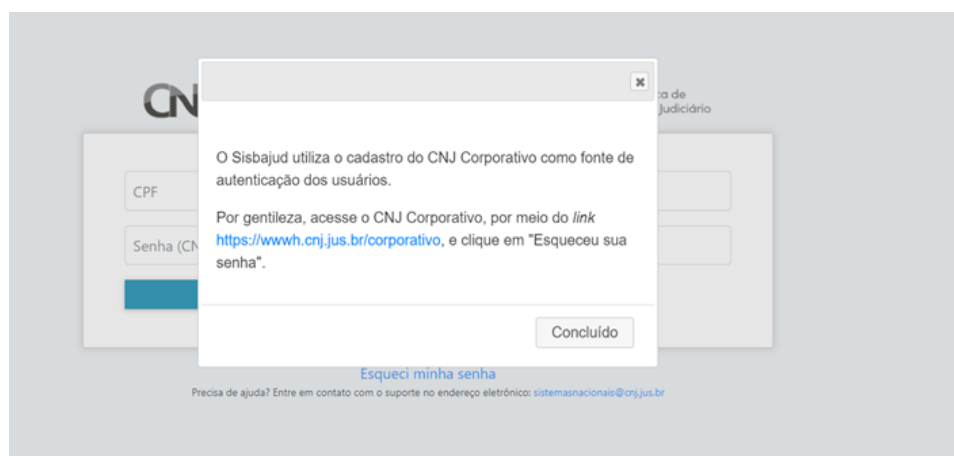 CN
ca de
Judiciário
O Sisbajud utiliza o cadastro do CNJ Corporativo como fonte de
autenticação dos usuários.
CPF
Por gentileza, acesse o CNJ Corporativo, por meio do link
https://wwwh.cnj.jus.br/corporativo, e clique em "Esqueceu sua
senha".
Senha (CN
Concluído
Esqueci minha senha
Precisa de ajuda? Entre em contato com o suporte no endereço eletrônico: sistemasnacionais@cnj.jus.br